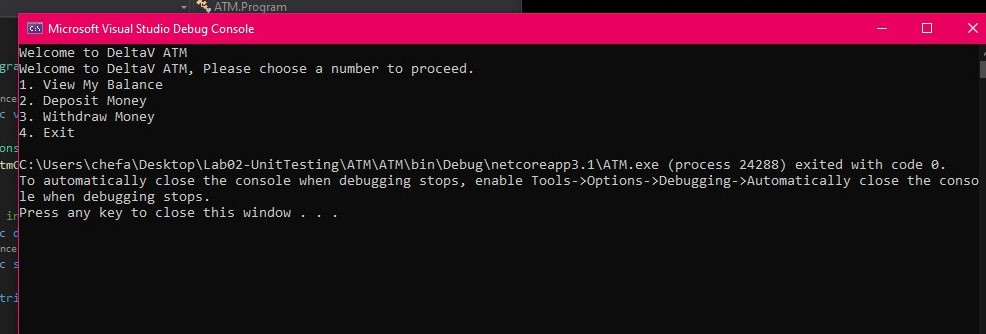 ATM.Program
Microsoft Visual Studio Debug Console
Welcome to DeltaV ATM
Welcome to DeltaV ATM, Please choose a number to proceed.
1. View My Balance
2. Deposit Money
3. Withdraw Money
4. Exit
C:\Users\chefa\Desktop\Lab02-UnitTesting\ATM\ATM\bin\Debug\netcoreapp3.1\ATM.exe (process 24288) exited with code 0.
To automatically close the console when debugging stops, enable Tools->Options->Debugging->Automatically close the conso
le when debugging stops.
Press any key to close this window . . .